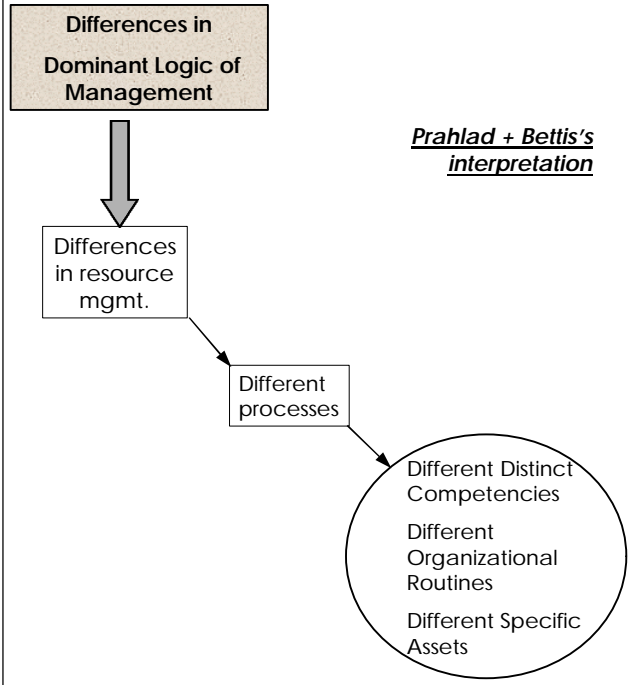 Differences in
Dominant Logic of
Management
Prahlad + Bettis's
interpretation
Differences
in resource
mgmt.
Different
processes
Different Distinct
Competencies
Different
Organizational
Routines
Different Specific
Assets